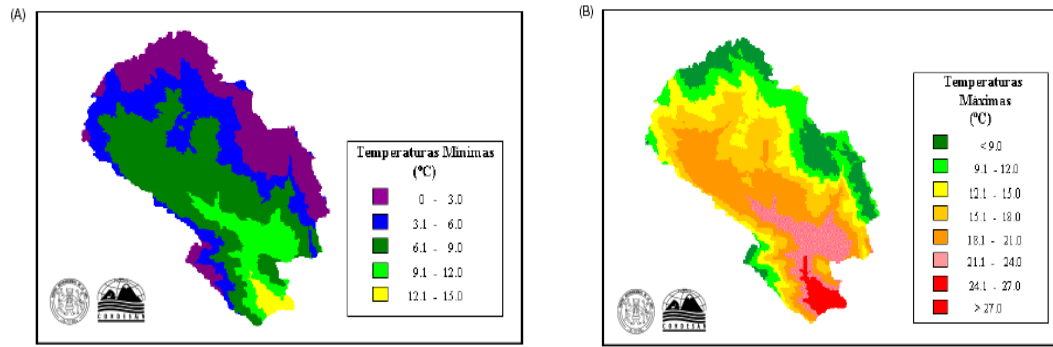 (A)
Temperaturas Mínimas
(ºC)
0 - 3.0
3.1 - 6.0
6.1 - 9.0
9.1 - 12.0
12.1 - 15.0
CONDESAN
(B)
Temperaturas
Máximas
(ºC)
< 9.0
9.1 - 12.0
12.1 - 15.0
15.1 - 18.0
18.1 - 21.0
21.1 - 24.0
24.1 - 27.0
> 27.0
CONDESAN